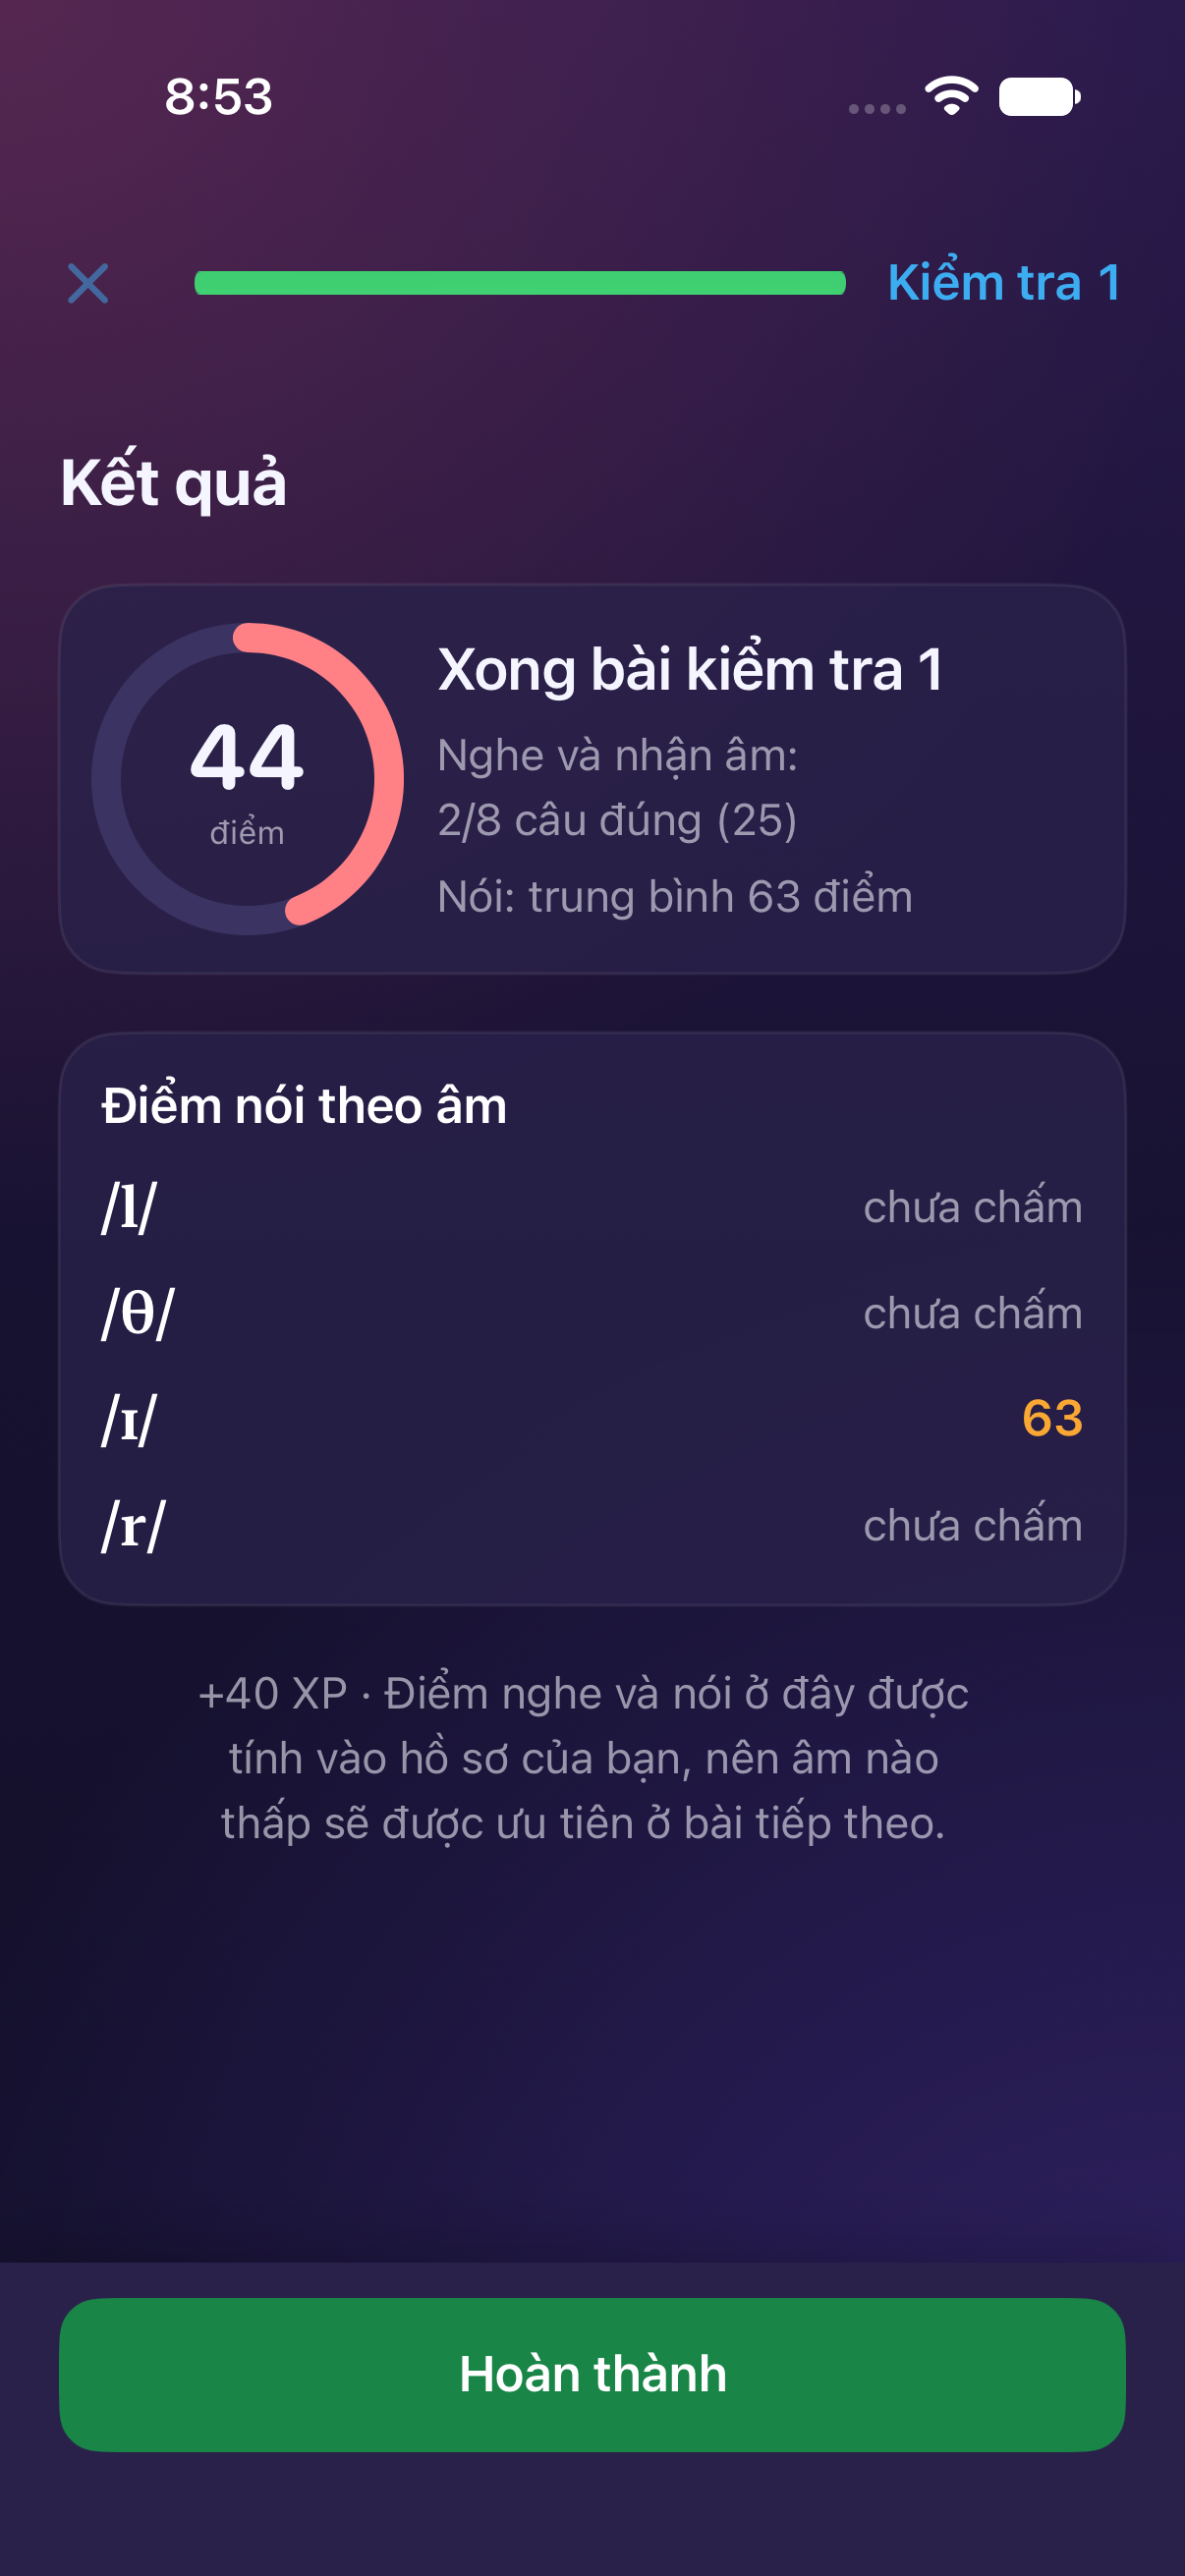 8:53
Kiểm tra 1
Kết quả
44
điểm
Xong bài kiểm tra 1
Nghe và nhận âm:
2/8 câu đúng (25)
Nói: trung bình 63 điểm
Điểm nói theo âm
/l/ chưa chấm
/θ/ chưa chấm
/ɪ/ 63
/r/ chưa chấm
+40 XP · Điểm nghe và nói ở đây được
tính vào hồ sơ của bạn, nên âm nào
thấp sẽ được ưu tiên ở bài tiếp theo.
Hoàn thành